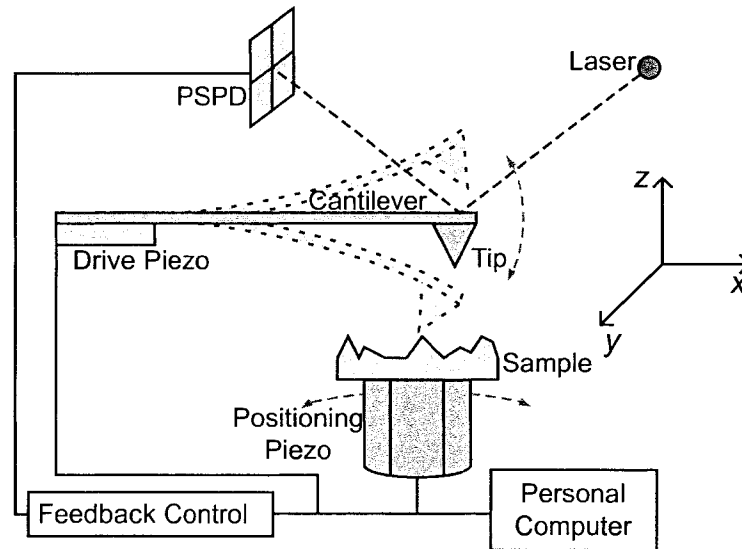 Laser
PSPD
Cantilever
z
Drive Piezo
Tip
x
y
Sample
Positioning
Piezo
Feedback Control
Personal
Computer